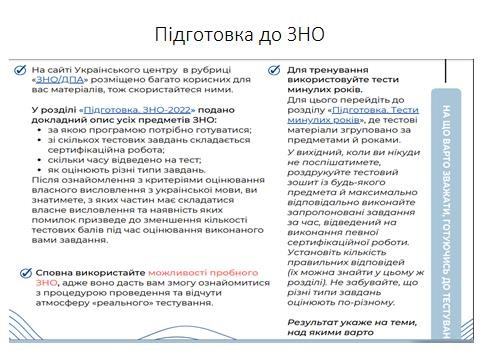 Підготовка до ЗНО
На сайті Українського центру в рубриці
«ЗНО/ДПА» розміщено багато корисних для
вас матеріалів, тож скористайтеся ними.
У розділі «Підготовка. ЗНО-2022» подано
докладний опис усіх предметів ЗНО:
• за якою програмою потрібно готуватися;
• зі скількох тестових завдань складається
сертифікаційна робота;
• скільки часу відведено на тест;
• як оцінюють різні типи завдань.
Після ознайомлення з критеріями оцінювання
власного висловлення з української мови, ви
знатимете, з яких частин має складатися
власне висловлення та наявність яких
помилок призведе до зменшення кількості
тестових балів під час оцінювання виконаного
вами завдання.
Сповна використайте можливості пробного
ЗНО, адже воно дасть вам змогу ознайомитися
з процедурою проведення та відчути
атмосферу «реального» тестування.
Для тренування
використовуйте тести
минулих років.
Для цього перейдіть до
розділу «Підготовка. Тести
минулих років», де тестові
матеріали згруповано за
предметами й роками.
У вихідний, коли ви нікуди
не поспішатимете,
роздрукуйте тестовий
зошит із будь-якого
предмета й максимально
відповідально виконайте
запропоновані завдання
за час, відведений на
виконання певної
сертифікаційної роботи.
Установіть кількість
правильних відповідей
(їх можна знайти у цьому ж
розділі). Не забувайте, що
різні типи завдань
оцінюють по-різному.
Результат укаже на теми,
над якими варто
НА ЩО ВАРТО ЗВАЖАТИ, ГОТУЮЧИСЬ ДО ТЕСТУВАН